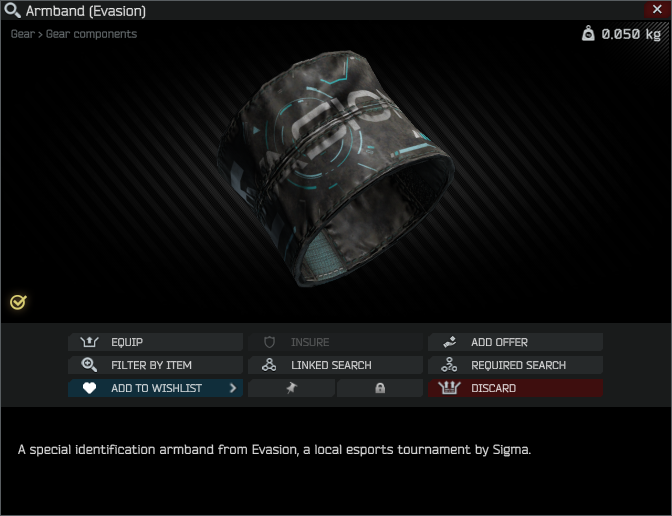 Armband (Evasion)
Gear > Gear components
0.050 kg
EQUIP
INSURE
ADD OFFER
FILTER BY ITEM
LINKED SEARCH
REQUIRED SEARCH
ADD TO WISHLIST
DISCARD
A special identification armband from Evasion, a local esports tournament by Sigma.